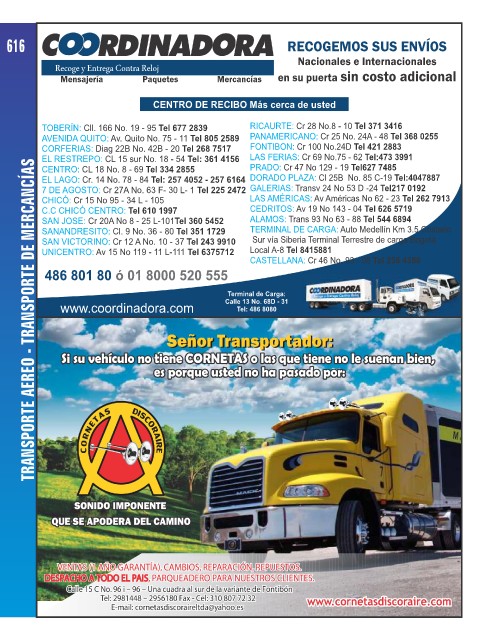 616
TRANSPORTE AEREO - TRANSPORTE DE MERCANCÍAS
COORDINADORA
Recoge y Entrega Contra Reloj
Mensajería Paquetes Mercancías
RECOGEMOS SUS ENVÍOS
Nacionales e Internacionales
en su puerta sin costo adicional
CENTRO DE RECIBO Más cerca de usted
TOBERÍN: Cll. 166 No. 19 - 95 Tel 677 2839
AVENIDA QUITO: Av. Quito No. 75 - 11 Tel 805 2589
CORFERIAS: Diag 22B No. 42B - 20 Tel 268 7517
EL RESTREPO: CL 15 sur No. 18 - 54 Tel: 361 4156
CENTRO: CL 18 No. 8 - 69 Tel 334 2855
EL LAGO: Cr. 14 No. 78 - 84 Tel: 257 4052 - 257 6164
7 DE AGOSTO: Cr 27A No. 63 F- 30 L- 1 Tel 225 2472
CHICÓ: Cr 15 No 95 - 34 L - 105
C.C CHICÓ CENTRO: Tel 610 1997
SAN JOSE: Cr 20A No 8 - 25 L-101Tel 360 5452
SANANDRESITO: Cl. 9 No. 36 - 80 Tel 351 1729
SAN VICTORINO: Cr 12 A No. 10 - 37 Tel 243 9910
UNICENTRO: Av 15 No 119 - 11 L-111 Tel 6375712
RICAURTE: Cr 28 No.8 - 10 Tel 371 3416
PANAMERICANO: Cr 25 No. 24A - 48 Tel 368 0255
FONTIBON: Cr 100 No.24D Tel 421 2883
LAS FERIAS: Cr 69 No.75 - 62 Tel:473 3991
PRADO: Cr 47 No 129 - 19 Tel627 7485
DORADO PLAZA: Cl 25B No. 85 C-19 Tel:4047887
GALERIAS: Transv 24 No 53 D -24 Tel217 0192
LAS AMÉRICAS: Av Américas No 62 - 23 Tel 262 7913
CEDRITOS: Av 19 No 143 - 04 Tel 626 5719
ALAMOS: Trans 93 No 63 - 88 Tel 544 6894
TERMINAL DE CARGA: Auto Medellín Km 3.5
Sur vía Siberia Terminal Terrestre de carga
Local A-8 Tel 8415881
CASTELLANA: Cr 46 No.
486 801 80 ó 01 8000 520 555
www.coordinadora.com
Terminal de Carga:
Calle 13 No. 68D - 31
Tel: 486 8080
COORDINADORA
Señor Transportador:
Si su vehículo no tiene CORNETAS o las que tiene no le suenan bien,
es porque usted no ha pasado por:
CORNETAS DISCORAIRE
SONIDO IMPONENTE
QUE SE APODERA DEL CAMINO
VENTAS (1 AÑO GARANTÍA), CAMBIOS, REPARACIÓN, REPUESTOS.
DESPACHO A TODO EL PAIS, PARQUEADERO PARA NUESTROS CLIENTES.
Calle 15 C No. 96 i – 96 – Una cuadra al sur de la variante de Fontibón
Tel: 2981448 – 2956180 Fax - Cel: 310 807 72 32
E-mail: cornetasdiscoraireltda@yahoo.es
www.cornetasdiscoraire.com